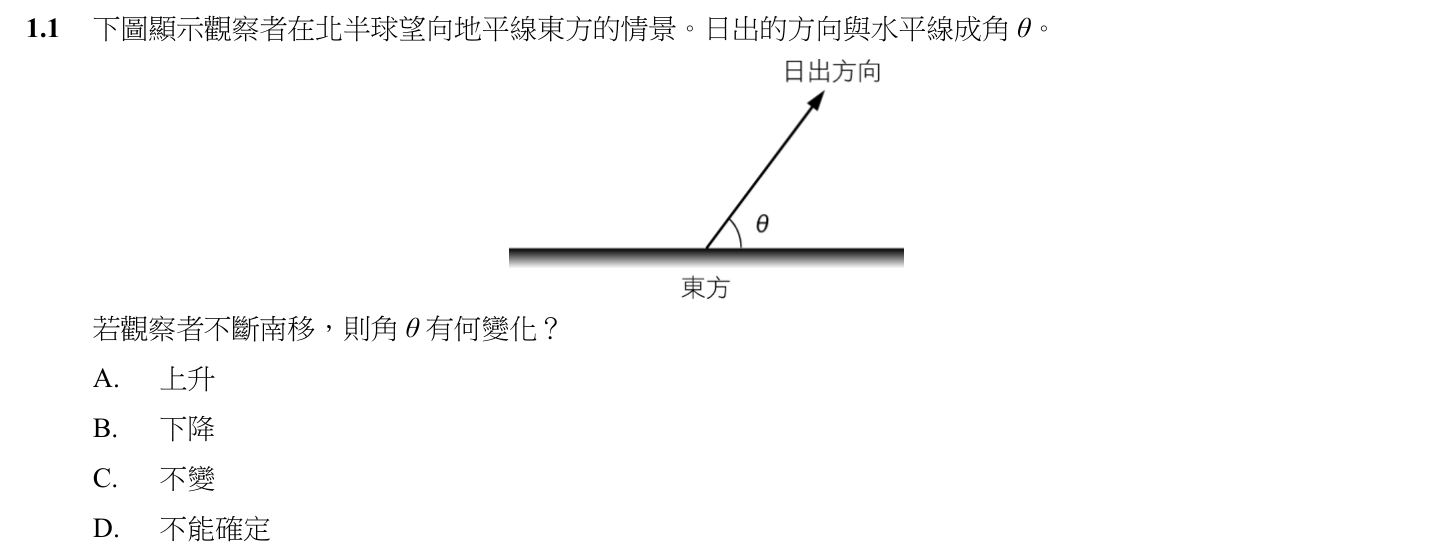 1.1 下圖顯示觀察者在北半球望向地平線東方的情景。日出的方向與水平線成角 θ。
日出方向
θ
東方
若觀察者不斷南移，則角 θ 有何變化？
A. 上升
B. 下降
C. 不變
D. 不能確定